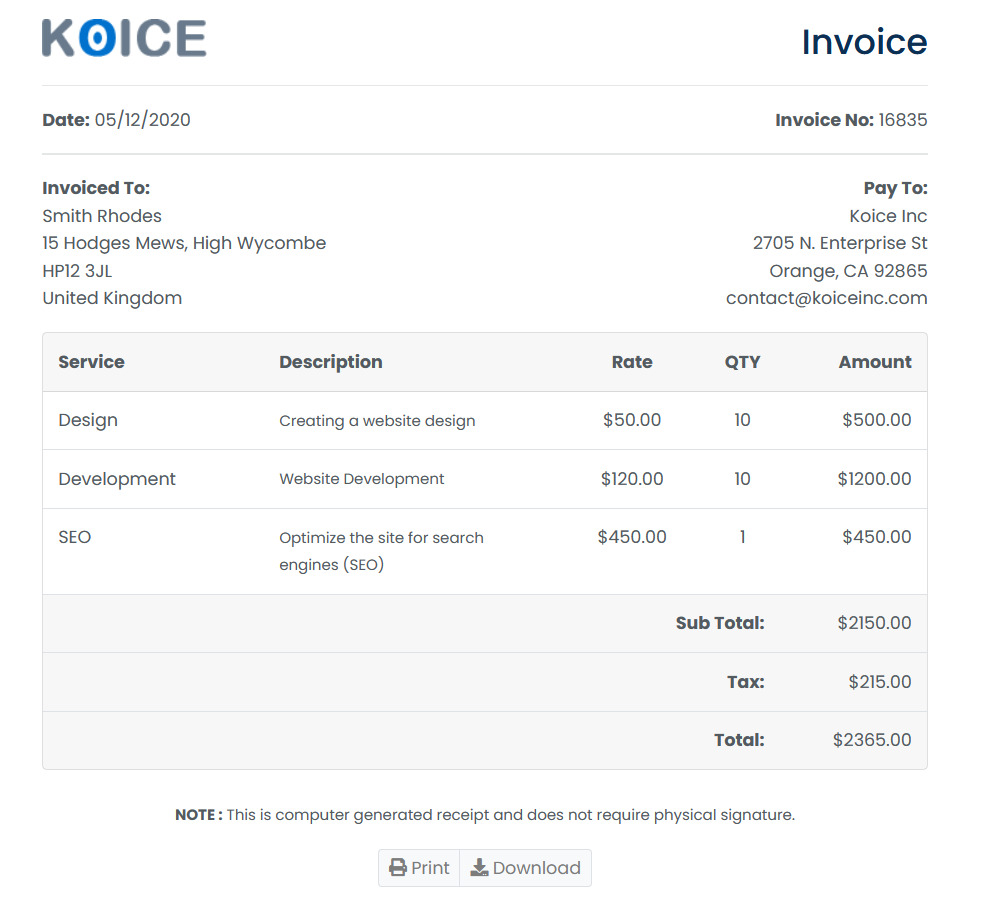 KOICE
Invoice
Date: 05/12/2020
Invoice No: 16835
Invoiced To:
Smith Rhodes
15 Hodges Mews, High Wycombe
HP12 3JL
United Kingdom
Pay To:
Koice Inc
2705 N. Enterprise St
Orange, CA 92865
contact@koiceinc.com
Service Description Rate QTY Amount
Design Creating a website design $50.00 10 $500.00
Development Website Development $120.00 10 $1200.00
SEO Optimize the site for search $450.00 1 $450.00
engines (SEO)
Sub Total: $2150.00
Tax: $215.00
Total: $2365.00
NOTE : This is computer generated receipt and does not require physical signature.
Print Download